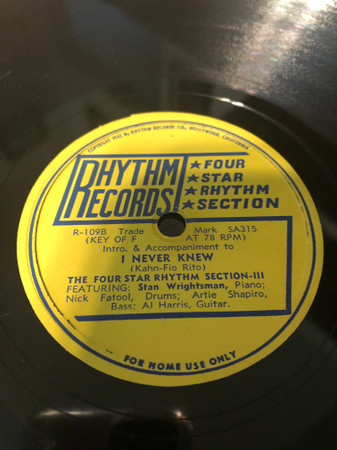 COPYRIGHT 1945 by RHYTHM RECORDS CO., HOLLYWOOD, CALIFORNIA
RHYTHM RECORDS
★FOUR
★STAR
★RHYTHM
★SECTION
R-109B Trade Mark SA315
(KEY OF F AT 78 RPM)
Intro. & Accompaniment to
I NEVER KNEW
(Kahn-Fio Rito)
THE FOUR STAR RHYTHM SECTION-III
FEATURING: Stan Wrightsman, Piano;
Nick Fatool, Drums; Artie Shapiro,
Bass; Al Harris, Guitar.
FOR HOME USE ONLY